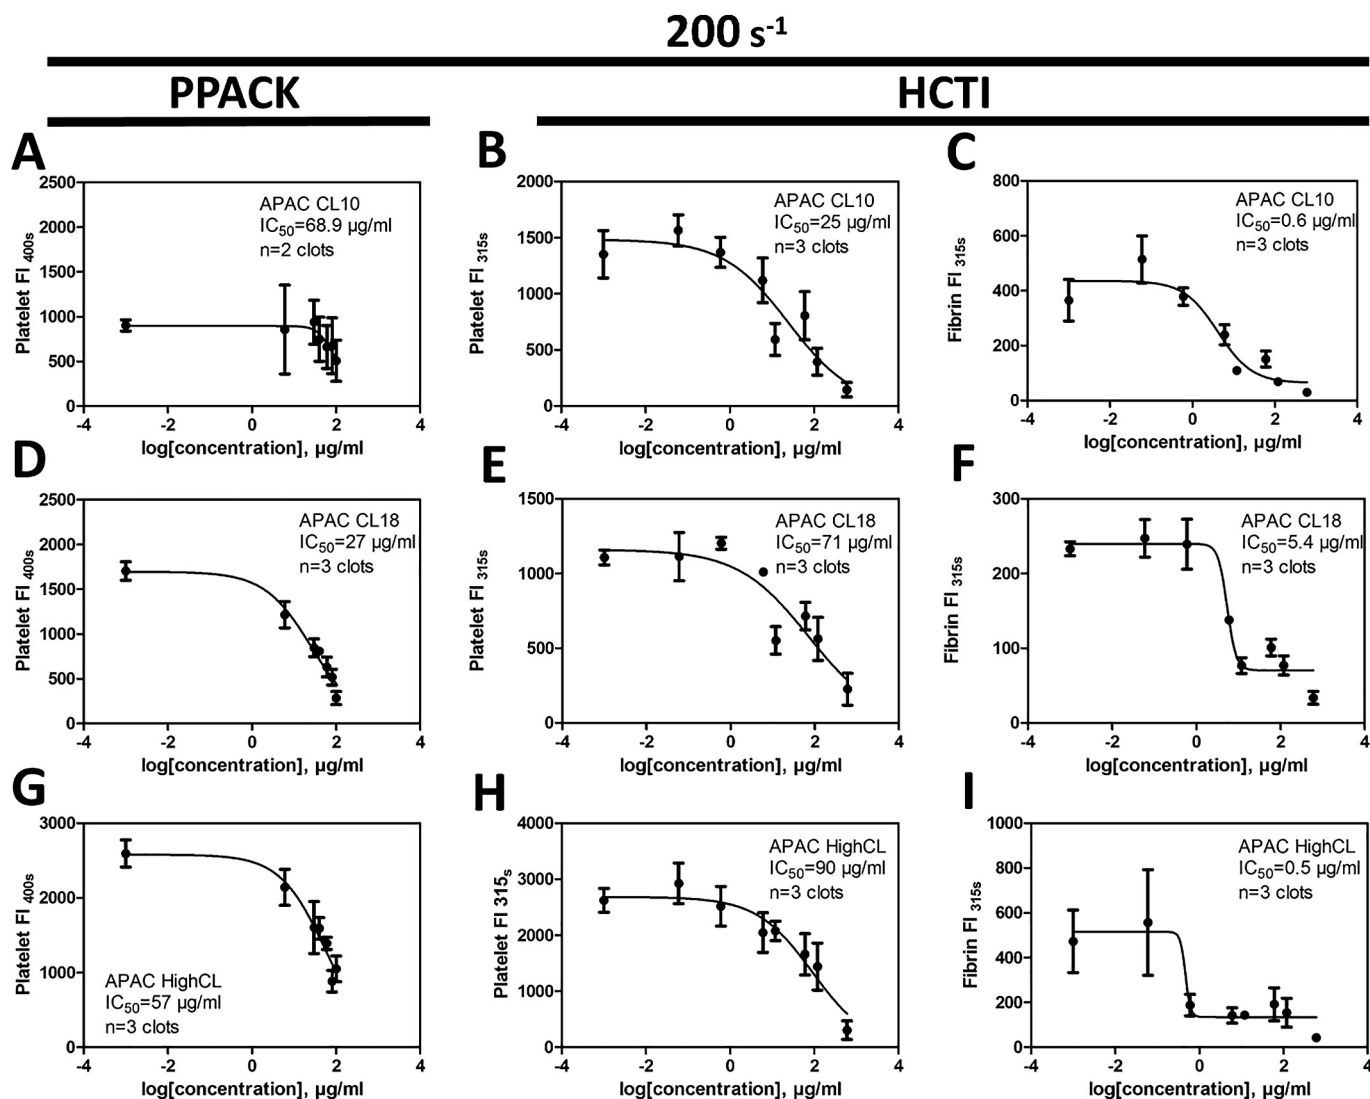 200 s-1
PPACK
HCTI
A
2500
2000
1500
1000
500
0
Platelet FI 400s
APAC CL10
IC50=68.9 µg/ml
n=2 clots
-4 -2 0 2 4
log[concentration], µg/ml
B
2000
1500
1000
500
0
Platelet FI 315s
APAC CL10
IC50=25 µg/ml
n=3 clots
-4 -2 0 2 4
log[concentration], µg/ml
C
800
600
400
200
0
Fibrin FI 315s
APAC CL10
IC50=0.6 µg/ml
n=3 clots
-4 -2 0 2 4
log[concentration], µg/ml
D
2500
2000
1500
1000
500
0
Platelet FI 400s
APAC CL18
IC50=27 µg/ml
n=3 clots
-4 -2 0 2 4
log[concentration], µg/ml
E
1500
1000
500
0
Platelet FI 315s
APAC CL18
IC50=71 µg/ml
n=3 clots
-4 -2 0 2 4
log[concentration], µg/ml
F
300
200
100
0
Fibrin FI 315s
APAC CL18
IC50=5.4 µg/ml
n=3 clots
-4 -2 0 2 4
log[concentration], µg/ml
G
3000
2000
1000
0
Platelet FI 400s
APAC HighCL
IC50=57 µg/ml
n=3 clots
-4 -2 0 2 4
log[concentration], µg/ml
H
4000
3000
2000
1000
0
Platelet FI 315s
APAC HighCL
IC50=90 µg/ml
n=3 clots
-4 -2 0 2 4
log[concentration], µg/ml
I
1000
800
600
400
200
0
Fibrin FI 315s
APAC HighCL
IC50=0.5 µg/ml
n=3 clots
-4 -2 0 2 4
log[concentration], µg/ml